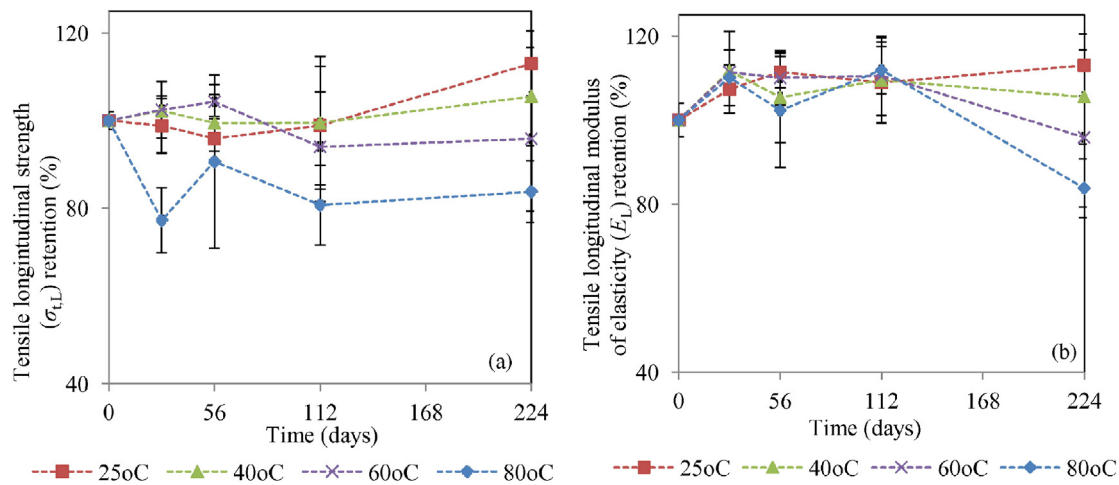 Tensile longintudinal strength
(σt,L) retention (%)
120
80
40
(a)
0 56 112 168 224
Time (days)
25oC 40oC 60oC 80oC
Tensile longitudinal modulus
of elasticity (EL) retention (%)
120
80
40
(b)
0 56 112 168 224
Time (days)
25oC 40oC 60oC 80oC